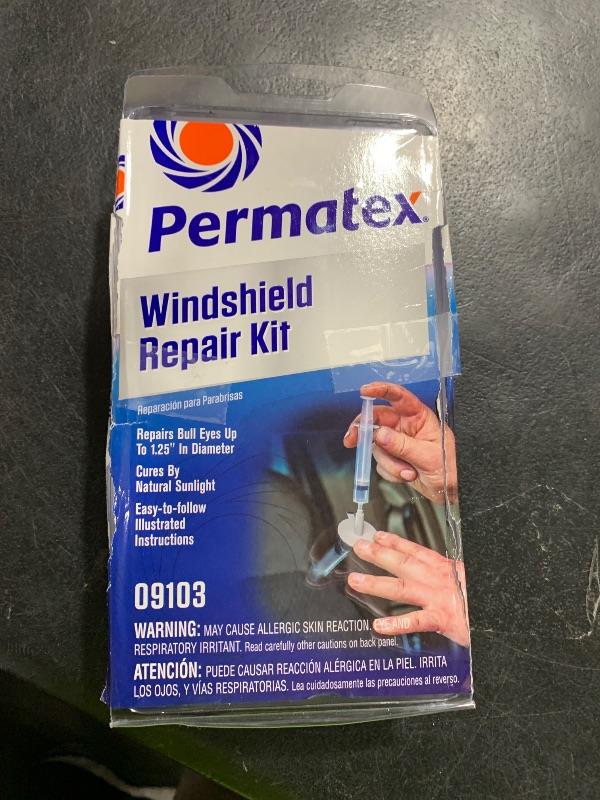 Permatex®
Windshield
Repair Kit
Reparación para Parabrisas
Repairs Bull Eyes Up
To 1.25" In Diameter
Cures By
Natural Sunlight
Easy-to-follow
Illustrated
Instructions
09103
WARNING: MAY CAUSE ALLERGIC SKIN REACTION. EYE AND
RESPIRATORY IRRITANT. Read carefully other cautions on back panel.
ATENCIÓN: PUEDE CAUSAR REACCIÓN ALÉRGICA EN LA PIEL. IRRITA
LOS OJOS, Y VÍAS RESPIRATORIAS. Lea cuidadosamente las precauciones al reverso.